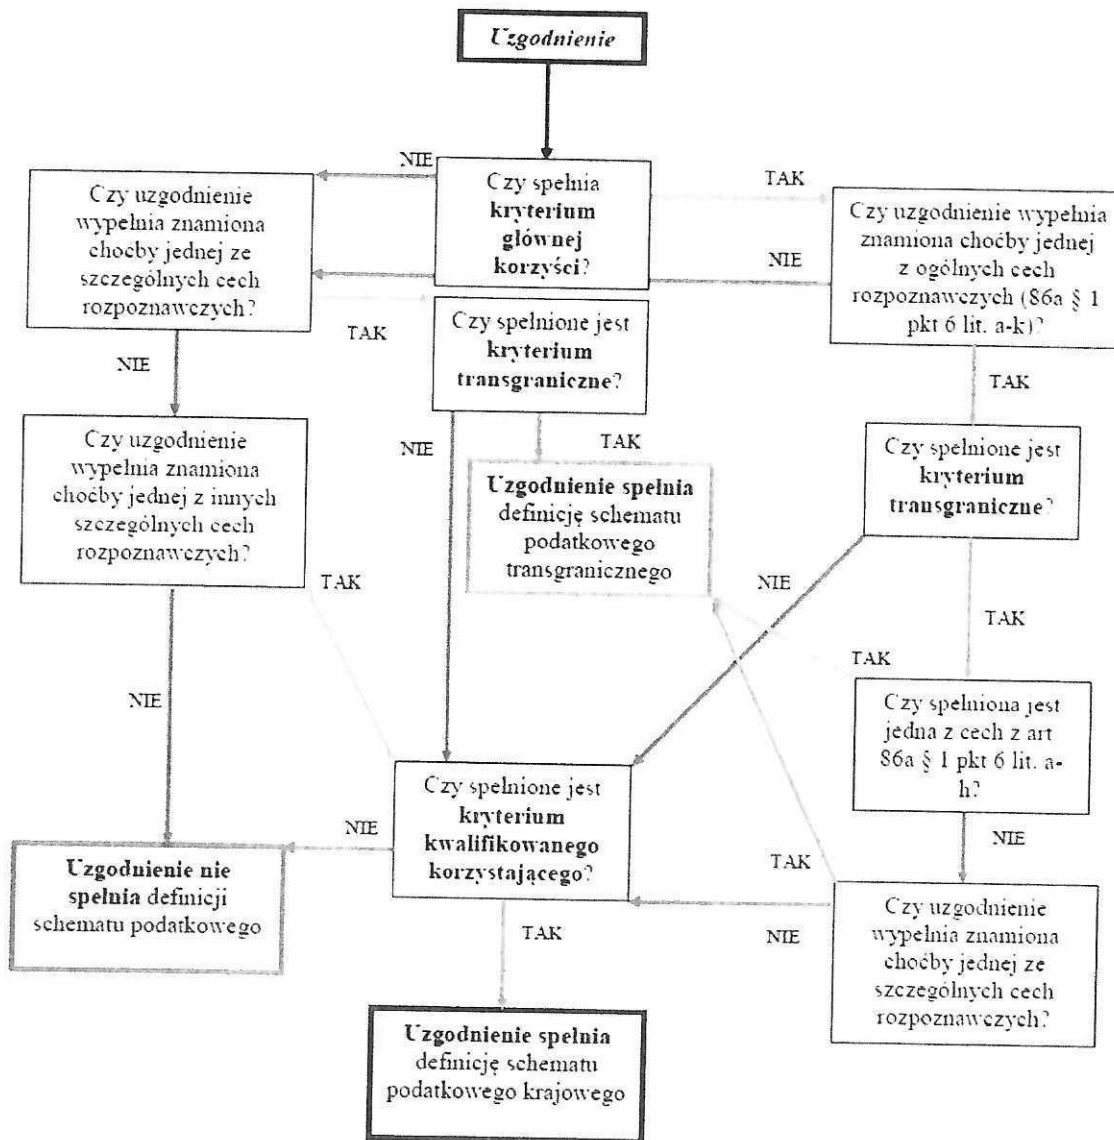 Uzgodnienie
NIE
Czy spełnia
kryterium
głównej
korzyści?
TAK
Czy uzgodnienie
wypełnia znamiona
choćby jednej ze
szczególnych cech
rozpoznawczych?
NIE
Czy uzgodnienie wypełnia
znamiona choćby jednej
z ogólnych cech
rozpoznawczych (86a § 1
pkt 6 lit. a-k)?
TAK
Czy spełnione jest
kryterium
transgraniczne?
NIE
TAK
Czy uzgodnienie
wypełnia znamiona
choćby jednej z innych
szczególnych cech
rozpoznawczych?
NIE
TAK
Czy spełnione jest
kryterium
transgraniczne?
Uzgodnienie spełnia
definicję schematu
podatkowego
transgranicznego
TAK
NIE
TAK
TAK
NIE
Czy spełniona jest
jedna z cech z art
86a § 1 pkt 6 lit. a-
h?
Czy spełnione jest
kryterium
kwalifikowanego
korzystającego?
NIE
NIE
TAK
Uzgodnienie nie
spełnia definicji
schematu podatkowego
Czy uzgodnienie
wypełnia znamiona
choćby jednej ze
szczególnych cech
rozpoznawczych?
TAK
NIE
Uzgodnienie spełnia
definicję schematu
podatkowego krajowego